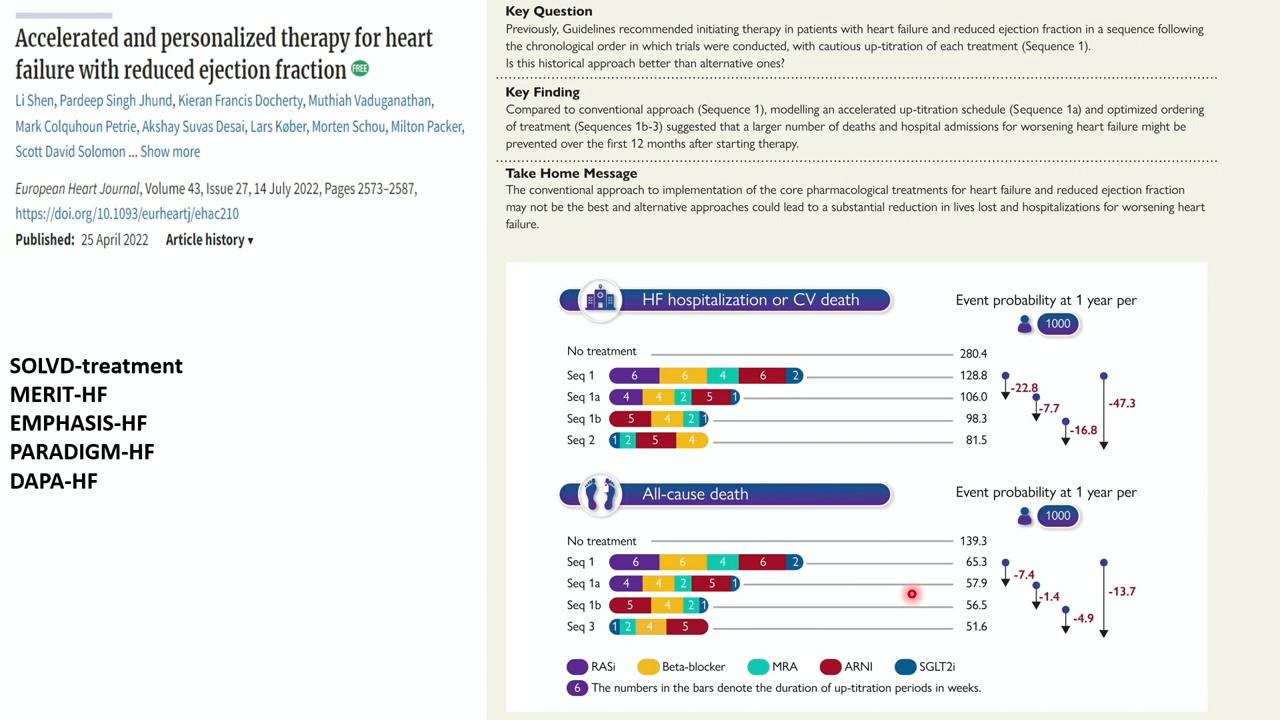 Accelerated and personalized therapy for heart
failure with reduced ejection fraction FREE
Li Shen, Pardeep Singh Jhund, Kieran Francis Docherty, Muthiah Vaduganathan,
Mark Colquhoun Petrie, Akshay Suvas Desai, Lars Køber, Morten Schou, Milton Packer,
Scott David Solomon ... Show more
European Heart Journal, Volume 43, Issue 27, 14 July 2022, Pages 2573–2587,
https://doi.org/10.1093/eurheartj/ehac210
Published: 25 April 2022 Article history ▾
SOLVD-treatment
MERIT-HF
EMPHASIS-HF
PARADIGM-HF
DAPA-HF
Key Question
Previously, Guidelines recommended initiating therapy in patients with heart failure and reduced ejection fraction in a sequence following
the chronological order in which trials were conducted, with cautious up-titration of each treatment (Sequence 1).
Is this historical approach better than alternative ones?
Key Finding
Compared to conventional approach (Sequence 1), modelling an accelerated up-titration schedule (Sequence 1a) and optimized ordering
of treatment (Sequences 1b-3) suggested that a larger number of deaths and hospital admissions for worsening heart failure might be
prevented over the first 12 months after starting therapy.
Take Home Message
The conventional approach to implementation of the core pharmacological treatments for heart failure and reduced ejection fraction
may not be the best and alternative approaches could lead to a substantial reduction in lives lost and hospitalizations for worsening heart
failure.
HF hospitalization or CV death
Event probability at 1 year per
1000
No treatment 280.4
Seq 1 6 6 4 6 2 128.8
Seq 1a 4 4 2 5 1 106.0
Seq 1b 5 4 2 1 98.3
Seq 2 1 2 5 4 81.5
-22.8
-7.7
-16.8
-47.3
All-cause death
Event probability at 1 year per
1000
No treatment 139.3
Seq 1 6 6 4 6 2 65.3
Seq 1a 4 4 2 5 1 57.9
Seq 1b 5 4 2 1 56.5
Seq 3 1 2 4 5 51.6
-7.4
-1.4
-4.9
-13.7
RASi Beta-blocker MRA ARNI SGLT2i
6 The numbers in the bars denote the duration of up-titration periods in weeks.